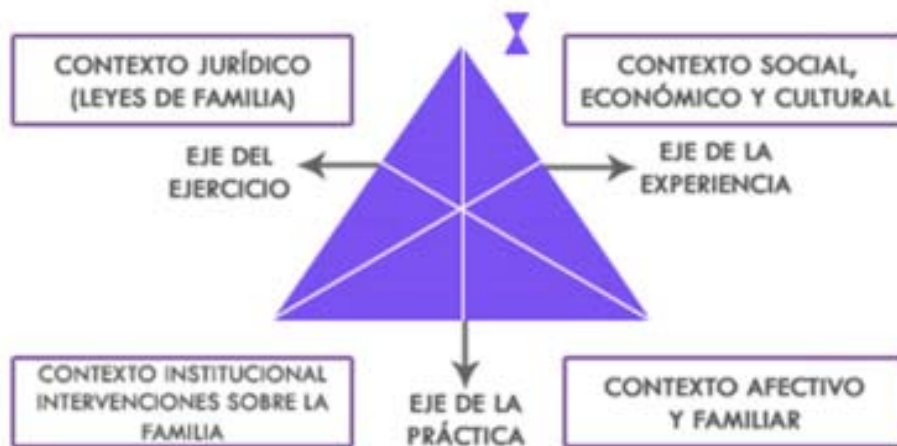 CONTEXTO JURÍDICO
(LEYES DE FAMILIA)
CONTEXTO SOCIAL,
ECONÓMICO Y CULTURAL
EJE DEL
EJERCICIO
EJE DE LA
EXPERIENCIA
CONTEXTO INSTITUCIONAL
INTERVENCIONES SOBRE LA
FAMILIA
EJE DE LA
PRÁCTICA
CONTEXTO AFECTIVO
Y FAMILIAR